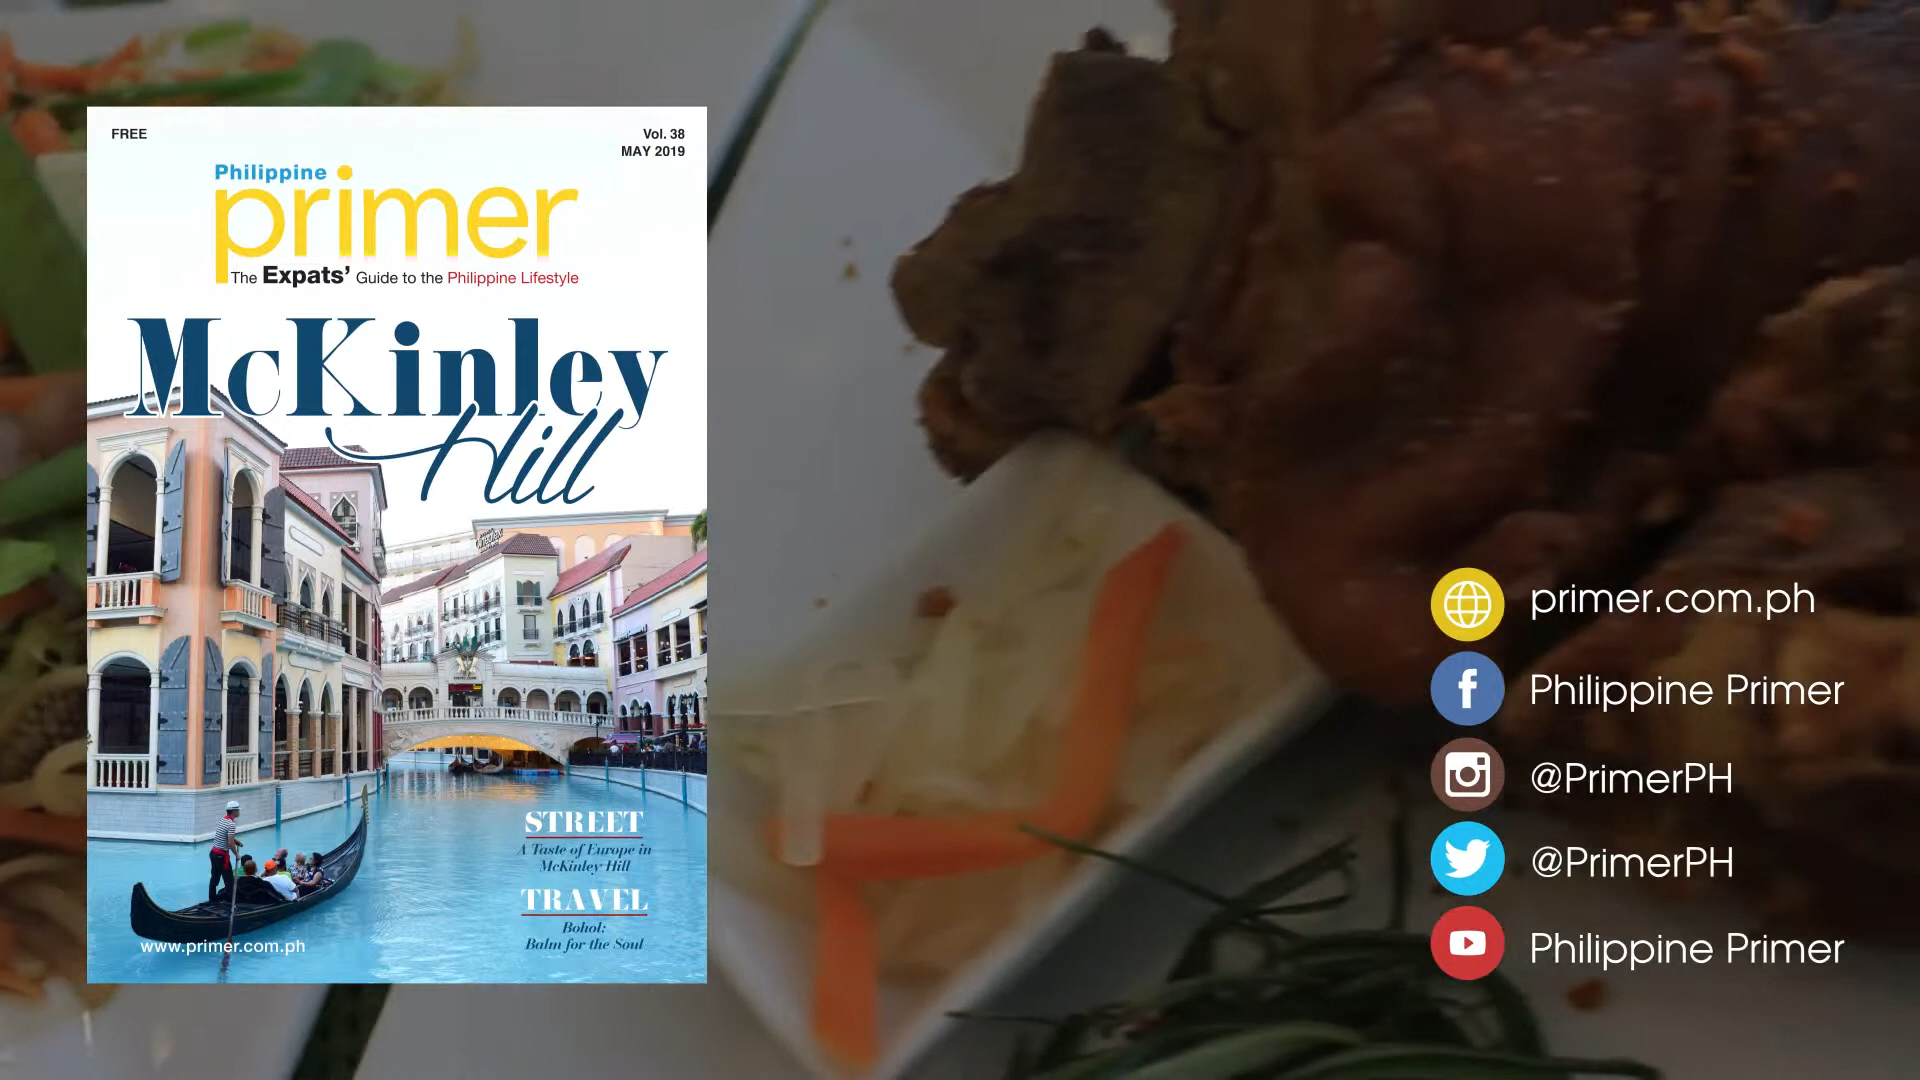 FREE
Vol. 38
MAY 2019
Philippine
primer
The Expats' Guide to the Philippine Lifestyle
McKinley
Hill
STREET
A Taste of Europe in
McKinley Hill
TRAVEL
Bohol:
Balm for the Soul
www.primer.com.ph
primer.com.ph
Philippine Primer
@PrimerPH
@PrimerPH
Philippine Primer